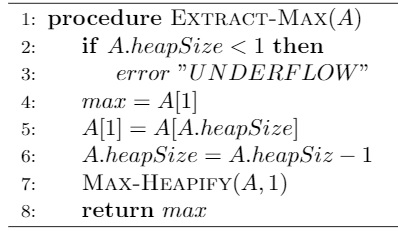 1: procedure EXTRACT-MAX(A)
2: if A.heapSize < 1 then
3: error ”UNDERFLOW”
4: max = A[1]
5: A[1] = A[A.heapSize]
6: A.heapSize = A.heapSiz − 1
7: MAX-HEAPIFY(A, 1)
8: return max